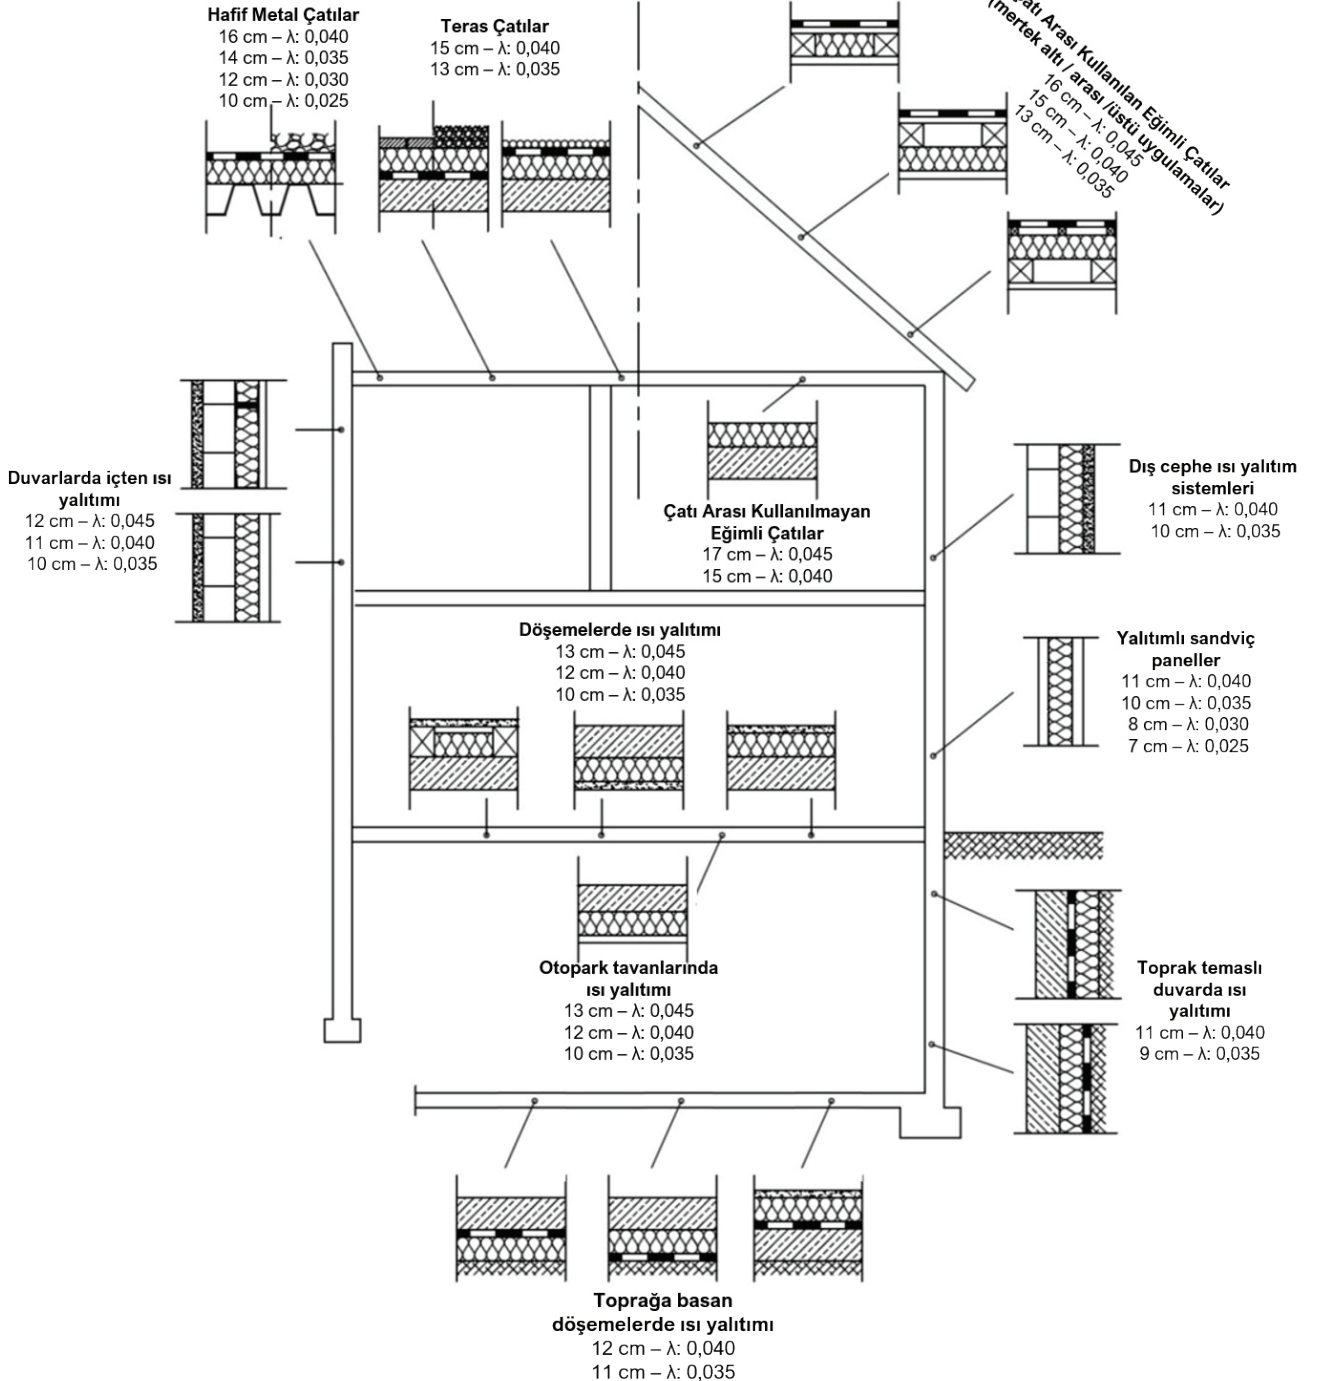 Hafif Metal Çatılar
16 cm – λ: 0,040
14 cm – λ: 0,035
12 cm – λ: 0,030
10 cm – λ: 0,025
Teras Çatılar
15 cm – λ: 0,040
13 cm – λ: 0,035
Çatı Arası Kullanılan Eğimli Çatılar
(mertek altı / arası /üstü uygulamalar)
16 cm – λ: 0,045
15 cm – λ: 0,040
13 cm – λ: 0,035
Duvarlarda içten ısı
yalıtımı
12 cm – λ: 0,045
11 cm – λ: 0,040
10 cm – λ: 0,035
Çatı Arası Kullanılmayan
Eğimli Çatılar
17 cm – λ: 0,045
15 cm – λ: 0,040
Dış cephe ısı yalıtım
sistemleri
11 cm – λ: 0,040
10 cm – λ: 0,035
Döşemelerde ısı yalıtımı
13 cm – λ: 0,045
12 cm – λ: 0,040
10 cm – λ: 0,035
Yalıtımlı sandviç
paneller
11 cm – λ: 0,040
10 cm – λ: 0,035
8 cm – λ: 0,030
7 cm – λ: 0,025
Otopark tavanlarında
ısı yalıtımı
13 cm – λ: 0,045
12 cm – λ: 0,040
10 cm – λ: 0,035
Toprak temaslı
duvarda ısı
yalıtımı
11 cm – λ: 0,040
9 cm – λ: 0,035
Toprağa basan
döşemelerde ısı yalıtımı
12 cm – λ: 0,040
11 cm – λ: 0,035